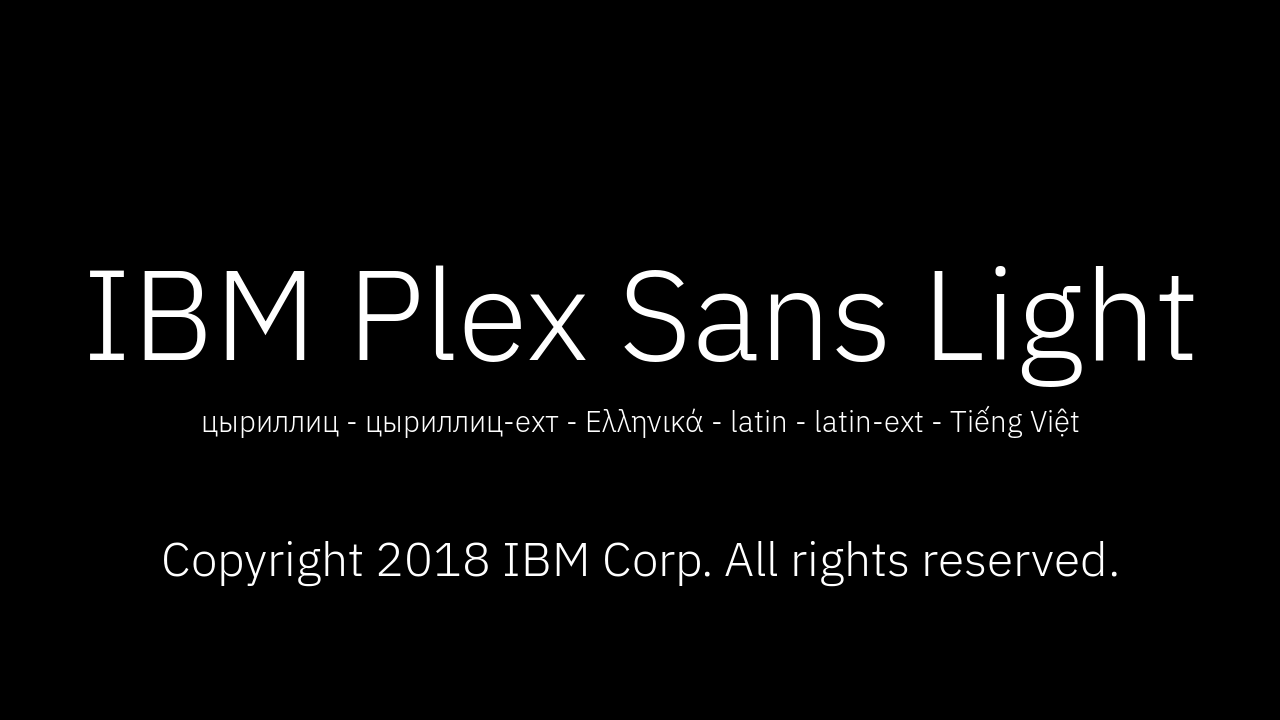 IBM Plex Sans Light
цыриллиц - цыриллиц-ехт - Ελληνικά - latin - latin-ext - Tiếng Việt
Copyright 2018 IBM Corp. All rights reserved.